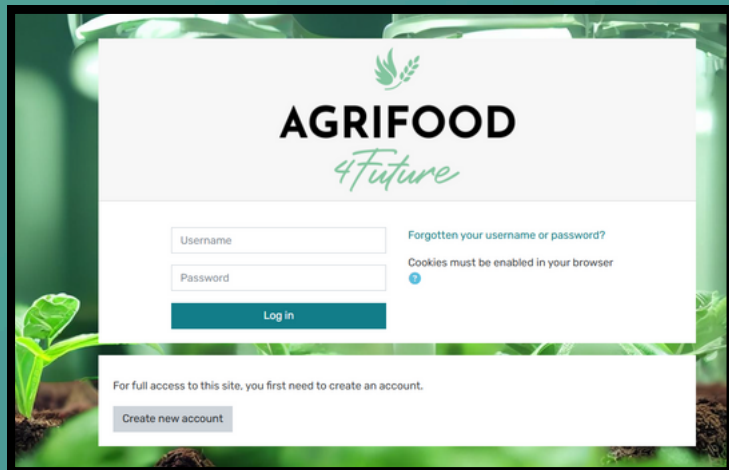 AGRIFOOD
4Future
Username
Password
Log in
Forgotten your username or password?
Cookies must be enabled in your browser
?
For full access to this site, you first need to create an account.
Create new account